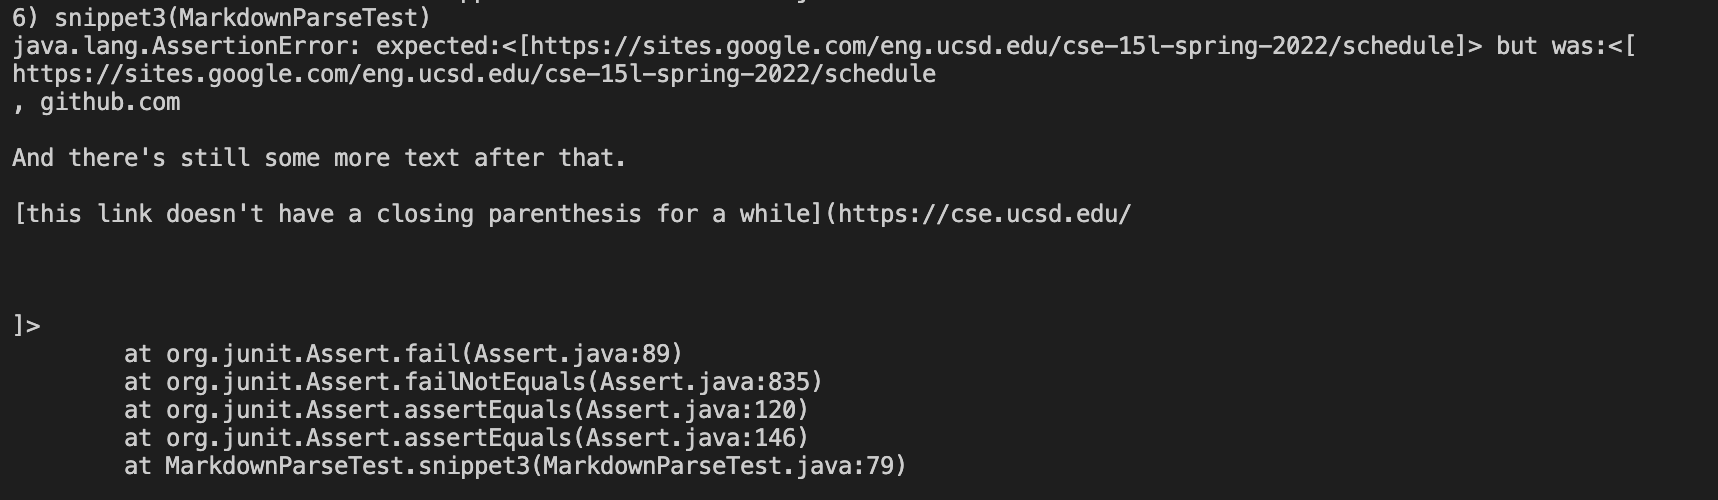 6) snippet3(MarkdownParseTest)
java.lang.AssertionError: expected:<[https://sites.google.com/eng.ucsd.edu/cse-15l-spring-2022/schedule]> but was:<[
https://sites.google.com/eng.ucsd.edu/cse-15l-spring-2022/schedule
, github.com
And there's still some more text after that.
[this link doesn't have a closing parenthesis for a while](https://cse.ucsd.edu/
]>
at org.junit.Assert.fail(Assert.java:89)
at org.junit.Assert.failNotEquals(Assert.java:835)
at org.junit.Assert.assertEquals(Assert.java:120)
at org.junit.Assert.assertEquals(Assert.java:146)
at MarkdownParseTest.snippet3(MarkdownParseTest.java:79)